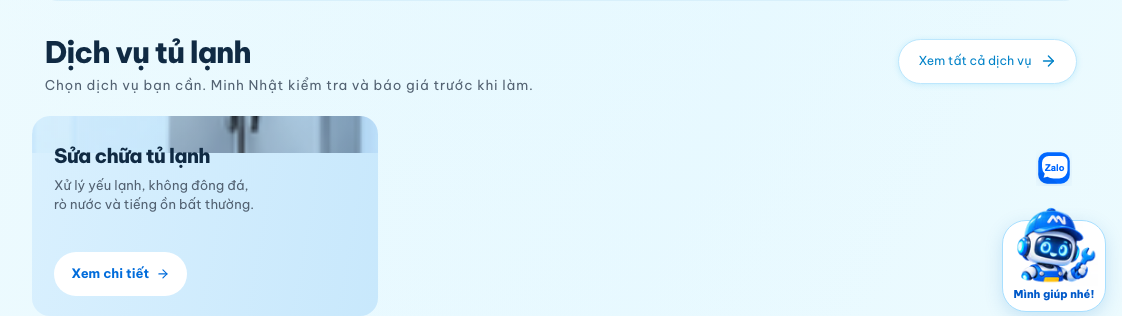 Dịch vụ tủ lạnh
Chọn dịch vụ bạn cần. Minh Nhật kiểm tra và báo giá trước khi làm.
Xem tất cả dịch vụ
Sửa chữa tủ lạnh
Xử lý yếu lạnh, không đông đá,
rò nước và tiếng ồn bất thường.
Xem chi tiết
Zalo
Mình giúp nhé!